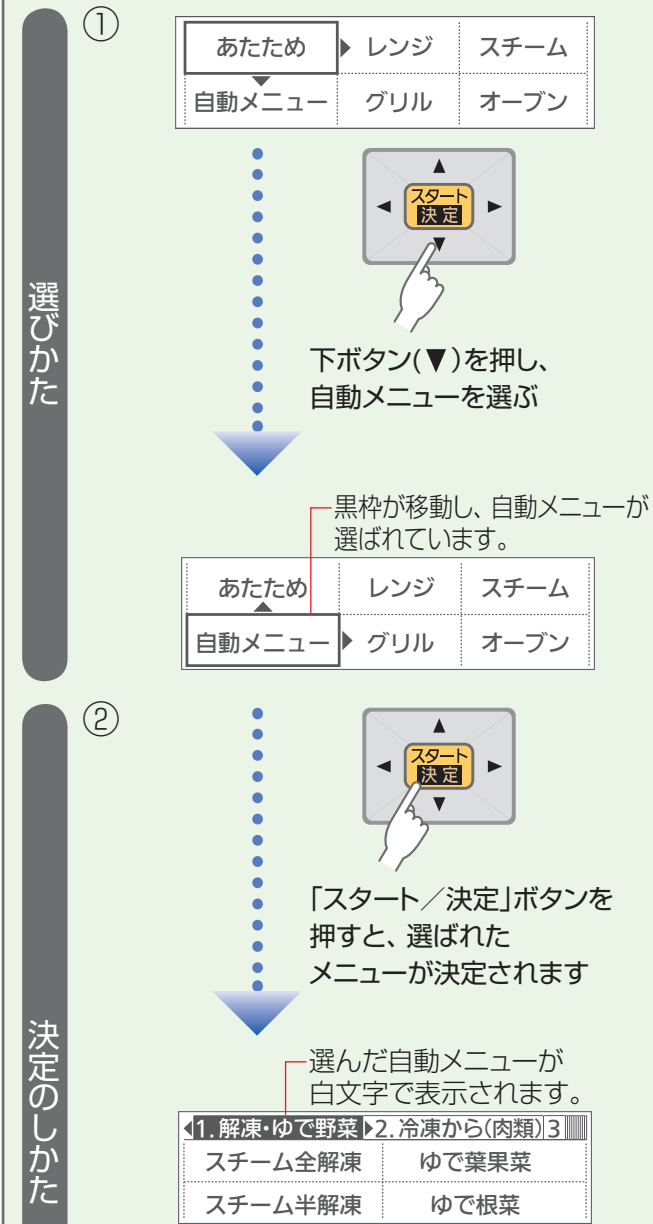 選びかた
①
あたため レンジ スチーム
自動メニュー グリル オーブン
▲
◀ スタート ▶
決定
▼
下ボタン(▼)を押し、
自動メニューを選ぶ
黒枠が移動し、自動メニューが
選ばれています。
あたため レンジ スチーム
自動メニュー グリル オーブン
決定のしかた
②
▲
◀ スタート ▶
決定
▼
「スタート／決定」ボタンを
押すと、選ばれた
メニューが決定されます
選んだ自動メニューが
白文字で表示されます。
◀1.解凍・ゆで野菜▶2.冷凍から(肉類) 3
スチーム全解凍 ゆで葉果菜
スチーム半解凍 ゆで根菜